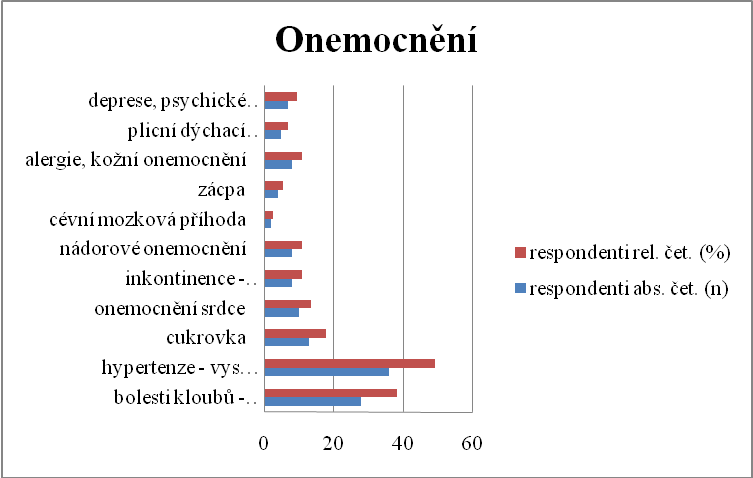 Onemocnění
deprese, psychické ..
plicní dýchací ..
alergie, kožní onemocnění
zácpa
cévní mozková příhoda
nádorové onemocnění
inkontinence - ..
onemocnění srdce
cukrovka
hypertenze - vys ...
bolesti kloubů - ..
0 20 40 60
respondenti rel. čet. (%)
respondenti abs. čet. (n)